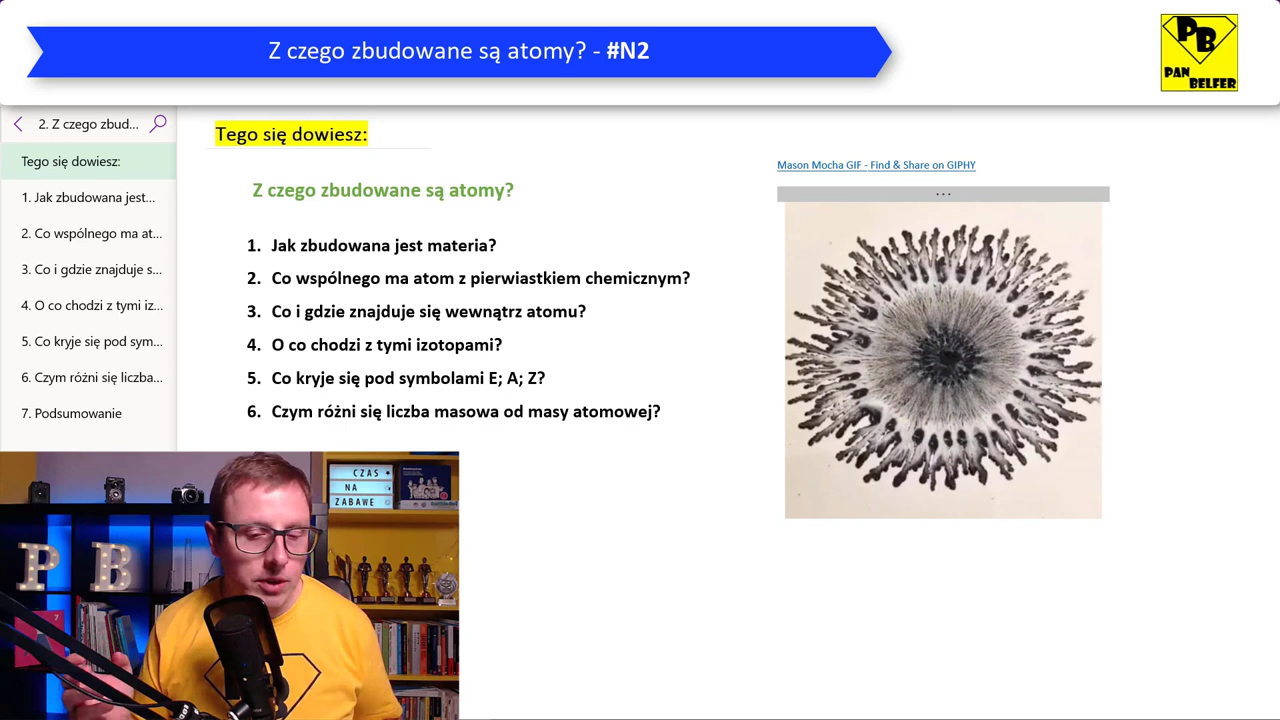 Z czego zbudowane są atomy? - #N2
PB
PAN
BELFER
2. Z czego zbud...
Tego się dowiesz:
1. Jak zbudowana jest...
2. Co wspólnego ma at...
3. Co i gdzie znajduje s...
4. O co chodzi z tymi iz...
5. Co kryje się pod sym...
6. Czym różni się liczba...
7. Podsumowanie
Tego się dowiesz:
Z czego zbudowane są atomy?
1. Jak zbudowana jest materia?
2. Co wspólnego ma atom z pierwiastkiem chemicznym?
3. Co i gdzie znajduje się wewnątrz atomu?
4. O co chodzi z tymi izotopami?
5. Co kryje się pod symbolami E; A; Z?
6. Czym różni się liczba masowa od masy atomowej?
Mason Mocha GIF - Find & Share on GIPHY
...
CZAS
NA
ZABAWE
P B